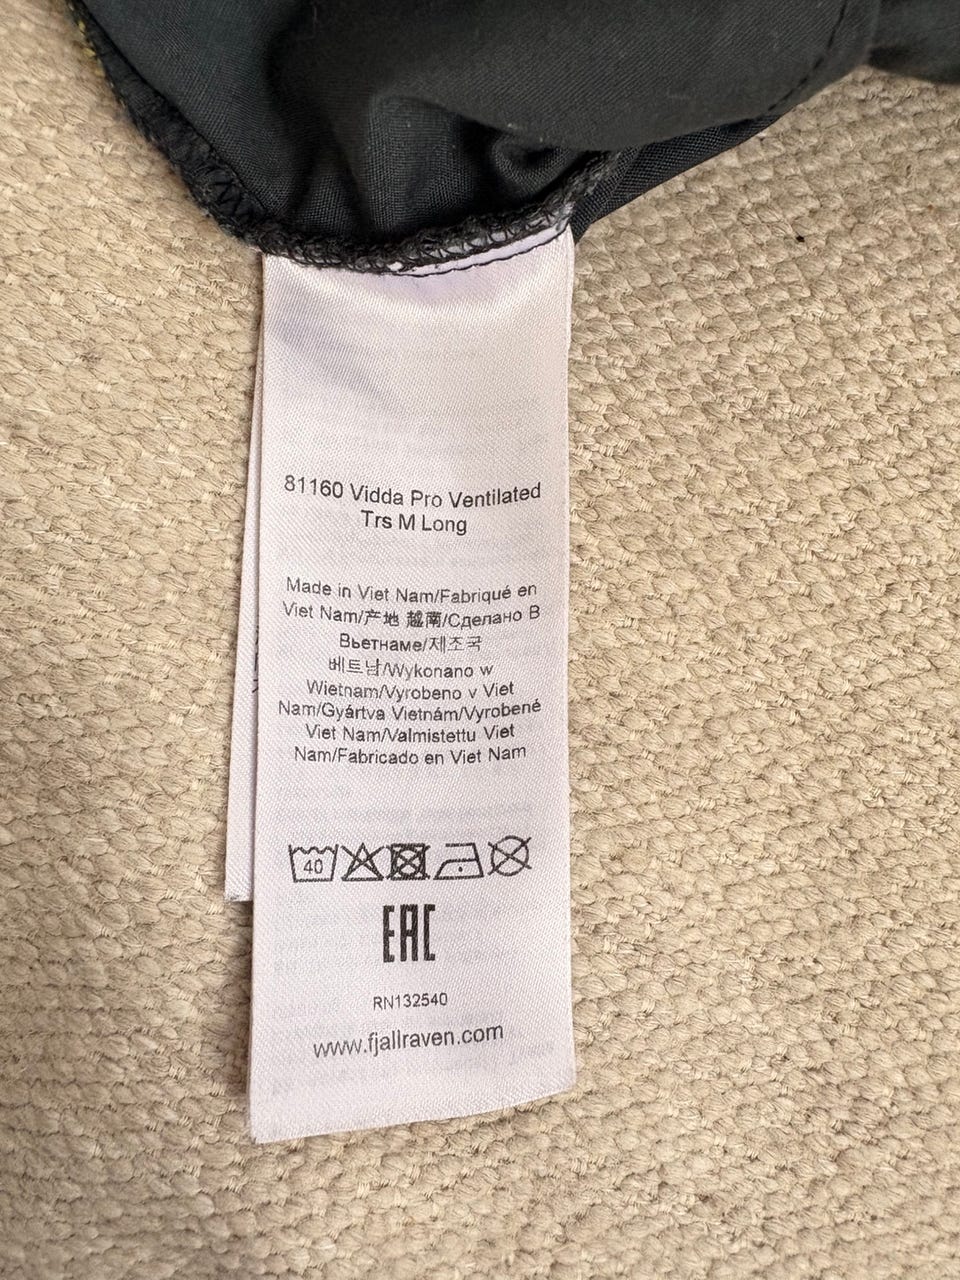 81160 Vidda Pro Ventilated
Trs M Long
Made in Viet Nam/Fabriqué en
Viet Nam/产地 越南/Сделано В
Вьетнаме/제조국
베트남/Wykonano w
Wietnam/Vyrobeno v Viet
Nam/Gyártva Vietnám/Vyrobené
Viet Nam/Valmistettu Viet
Nam/Fabricado en Viet Nam
40
EAC
RN132540
www.fjallraven.com